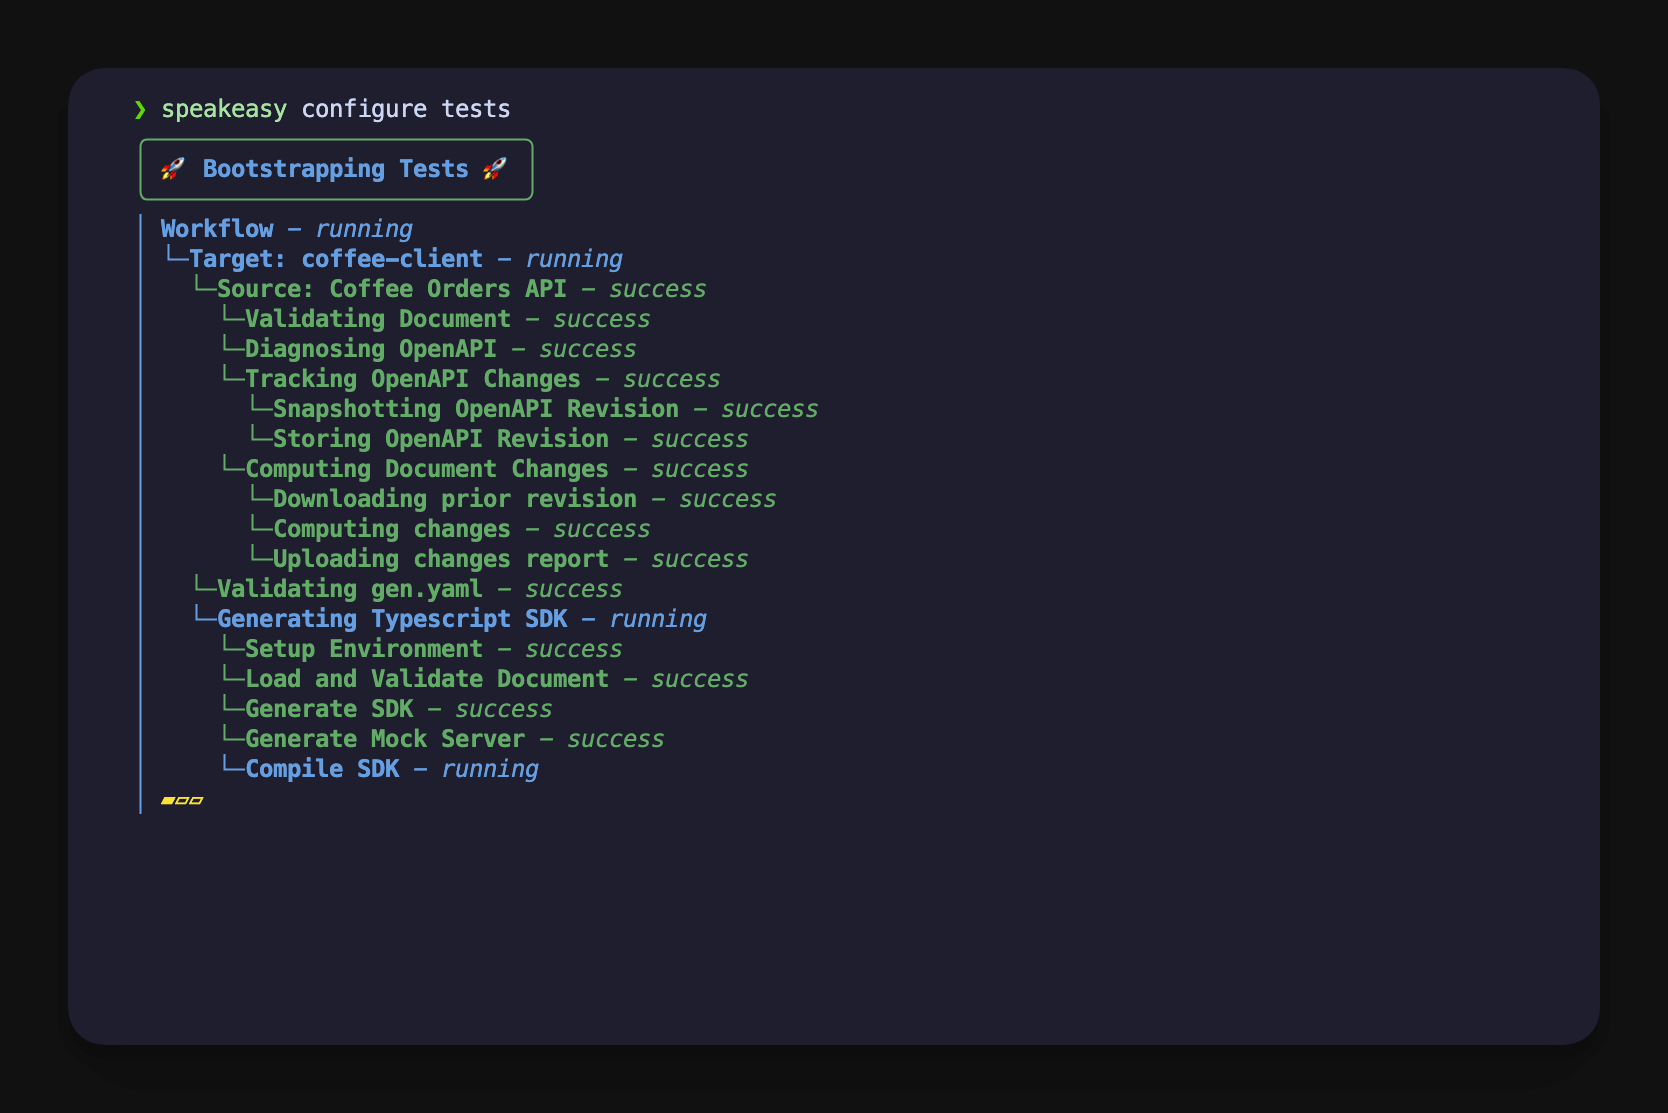 ❯ speakeasy configure tests
🚀 Bootstrapping Tests 🚀
Workflow - running
└─Target: coffee-client - running
└─Source: Coffee Orders API - success
└─Validating Document - success
└─Diagnosing OpenAPI - success
└─Tracking OpenAPI Changes - success
└─Snapshotting OpenAPI Revision - success
└─Storing OpenAPI Revision - success
└─Computing Document Changes - success
└─Downloading prior revision - success
└─Computing changes - success
└─Uploading changes report - success
└─Validating gen.yaml - success
└─Generating Typescript SDK - running
└─Setup Environment - success
└─Load and Validate Document - success
└─Generate SDK - success
└─Generate Mock Server - success
└─Compile SDK - running
▰▱▱